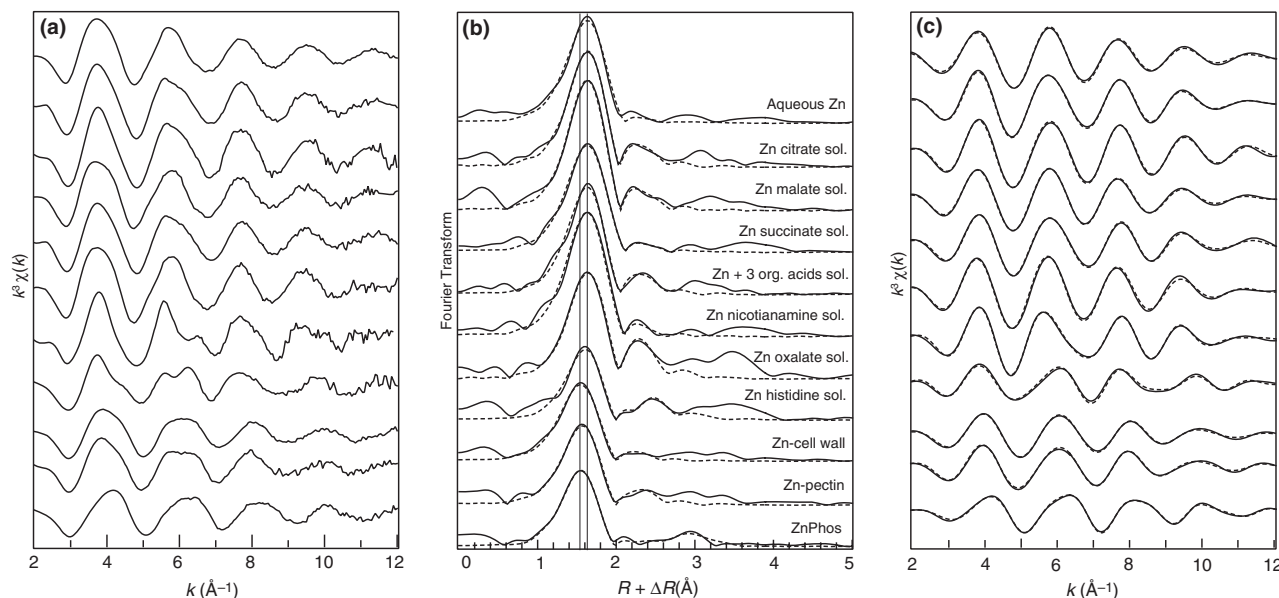 (a)
k³ χ(k)
2 4 6 8 10 12
k (Å⁻¹)
(b)
Fourier Transform
Aqueous Zn
Zn citrate sol.
Zn malate sol.
Zn succinate sol.
Zn + 3 org. acids sol.
Zn nicotianamine sol.
Zn oxalate sol.
Zn histidine sol.
Zn-cell wall
Zn-pectin
ZnPhos
0 1 2 3 4 5
R + ΔR(Å)
(c)
k³ χ(k)
2 4 6 8 10 12
k (Å⁻¹)